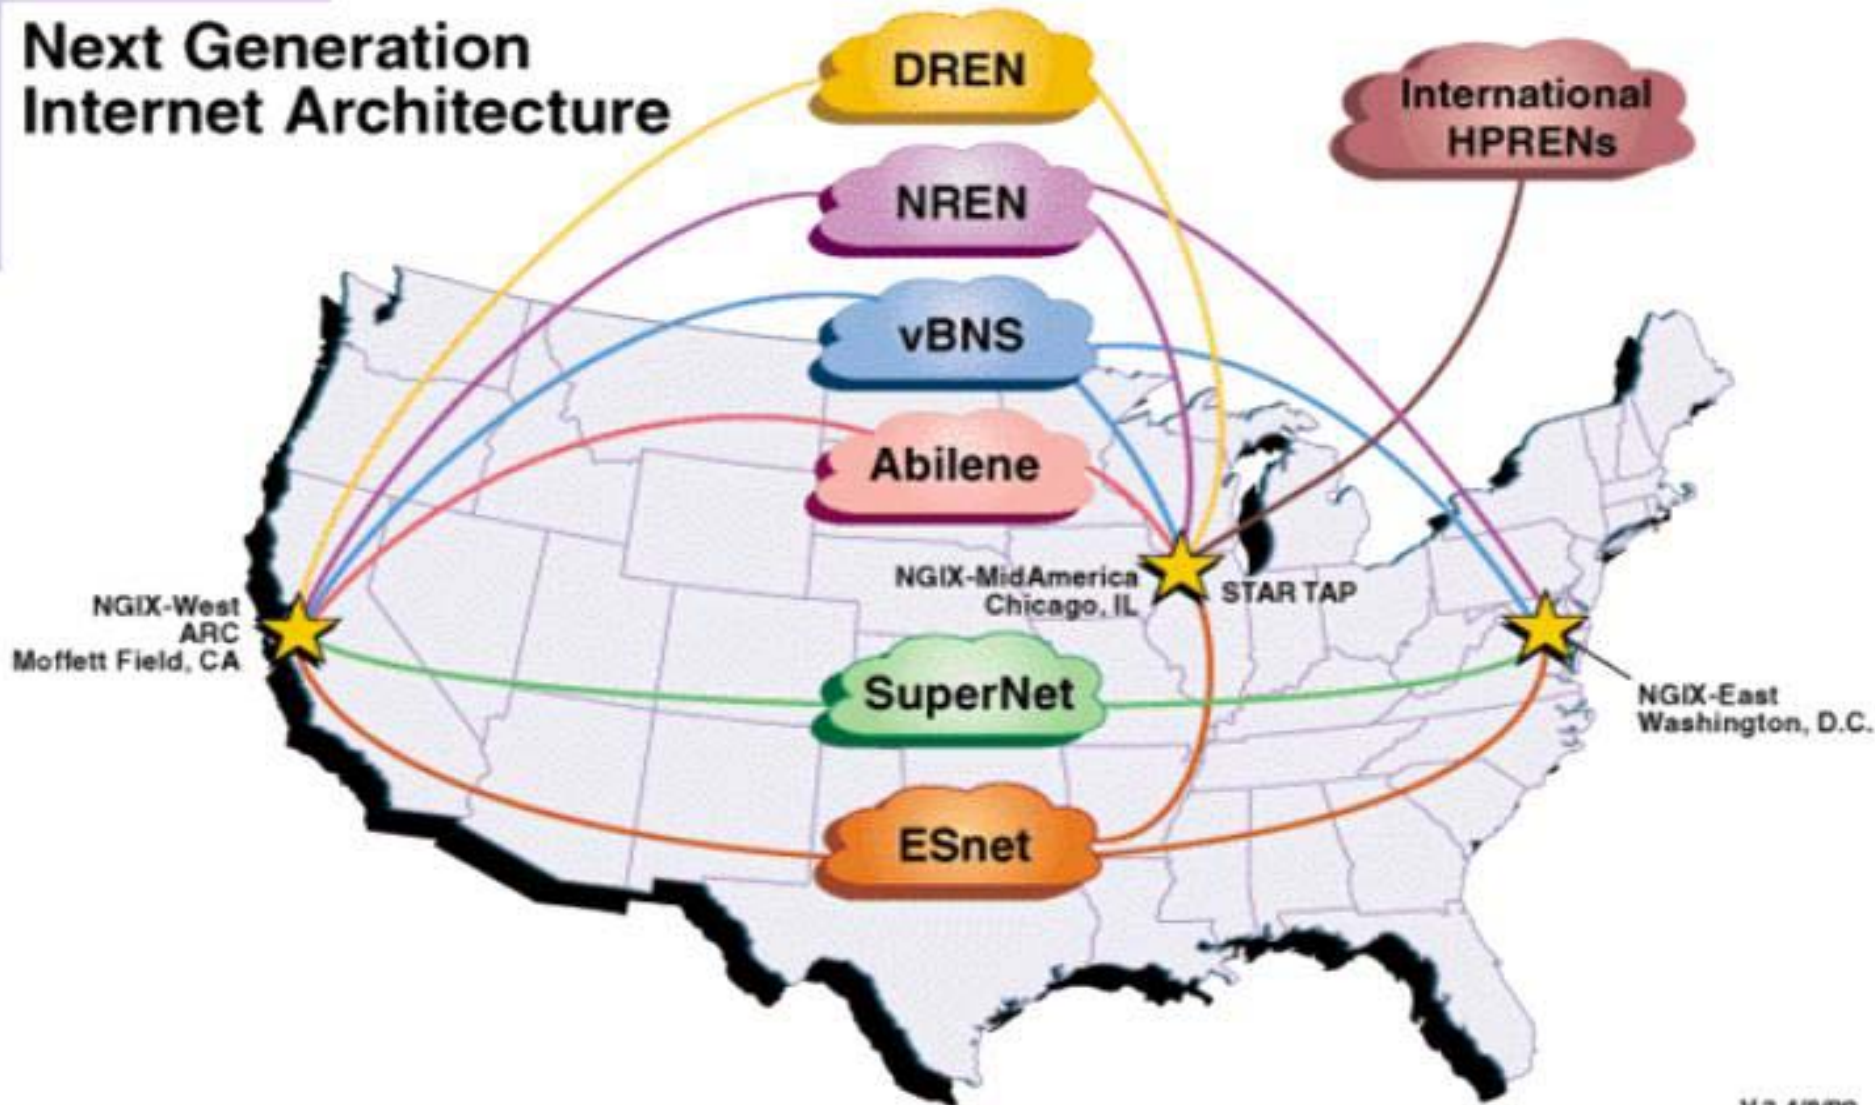 Next Generation
Internet Architecture
DREN
International
HPRENs
NREN
vBNS
Abilene
NGIX-MidAmerica
Chicago, IL
STAR TAP
NGIX-West
ARC
Moffett Field, CA
SuperNet
NGIX-East
Washington, D.C.
ESnet